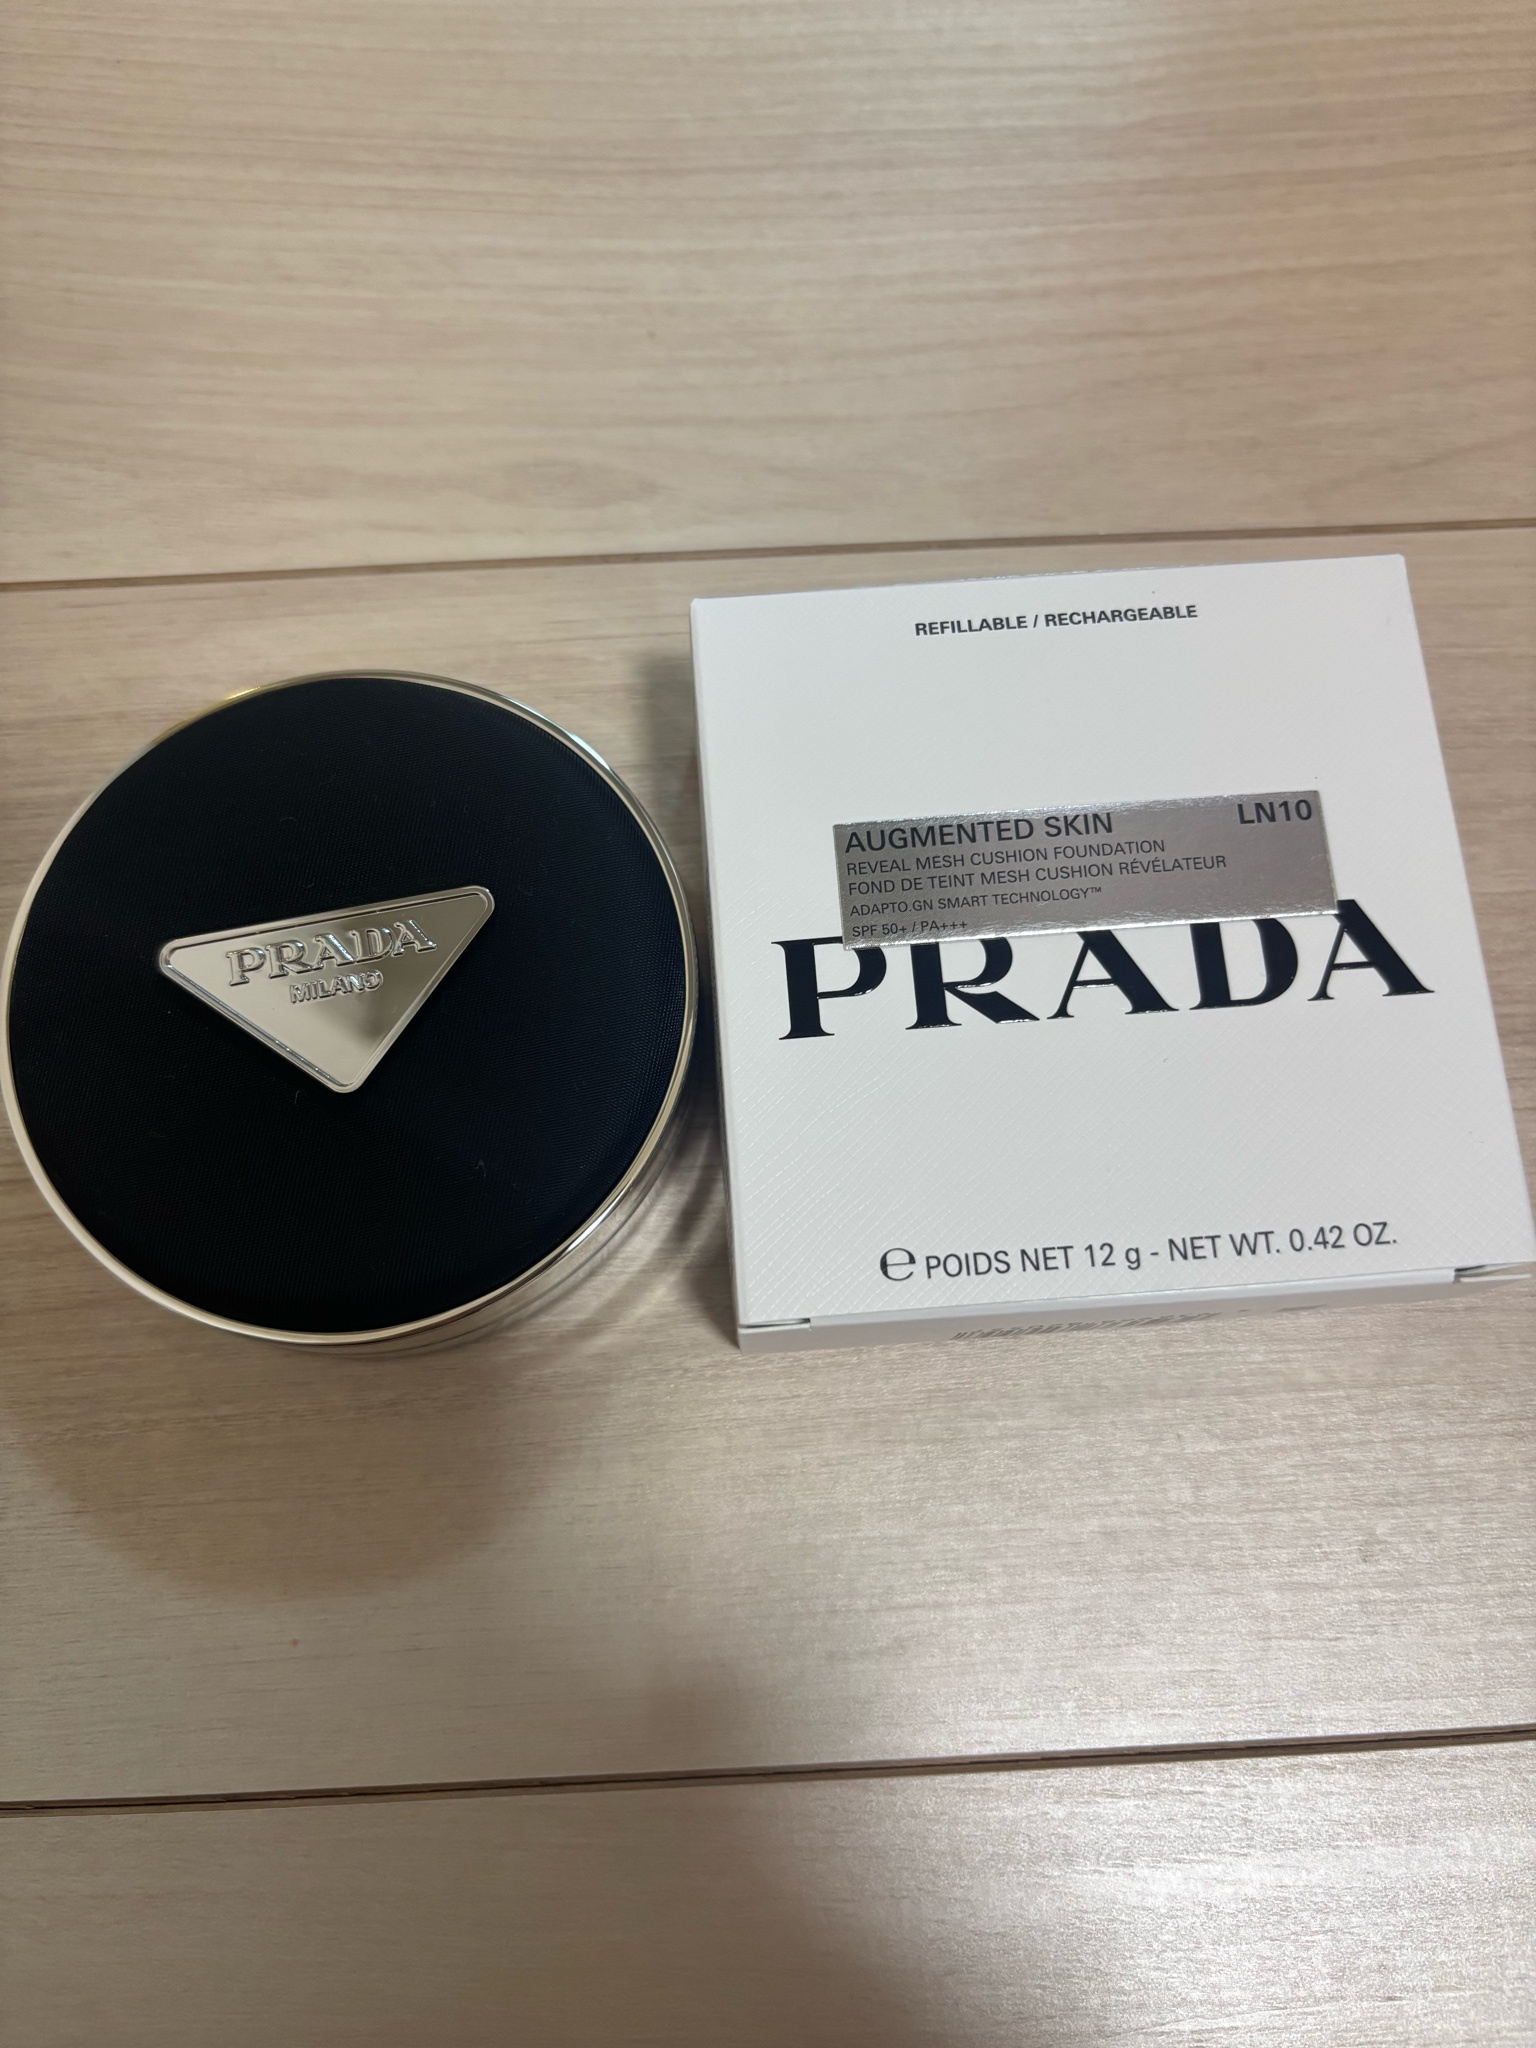 PRADA
MILANO
REFILLABLE / RECHARGEABLE
AUGMENTED SKIN LN10
REVEAL MESH CUSHION FOUNDATION
FOND DE TEINT MESH CUSHION RÉVÉLATEUR
ADAPTO.GN SMART TECHNOLOGY™
SPF 50+ / PA+++
PRADA
℮ POIDS NET 12 g - NET WT. 0.42 OZ.